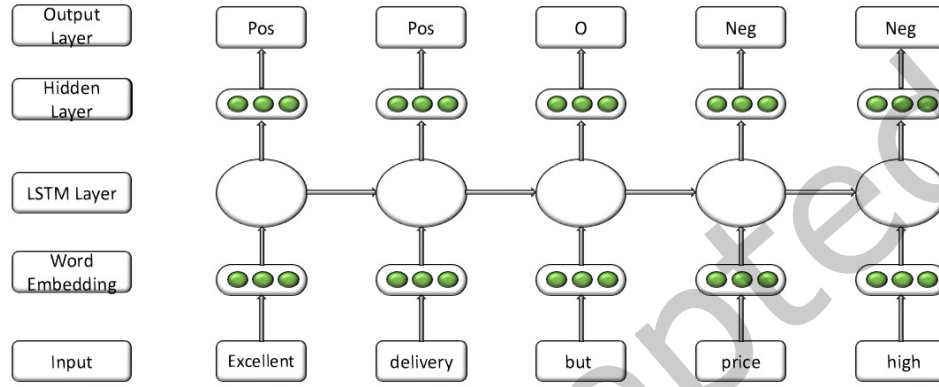 Output
Layer
Pos
Pos
O
Neg
Neg
Hidden
Layer
LSTM Layer
Word
Embedding
Input
Excellent
delivery
but
price
high